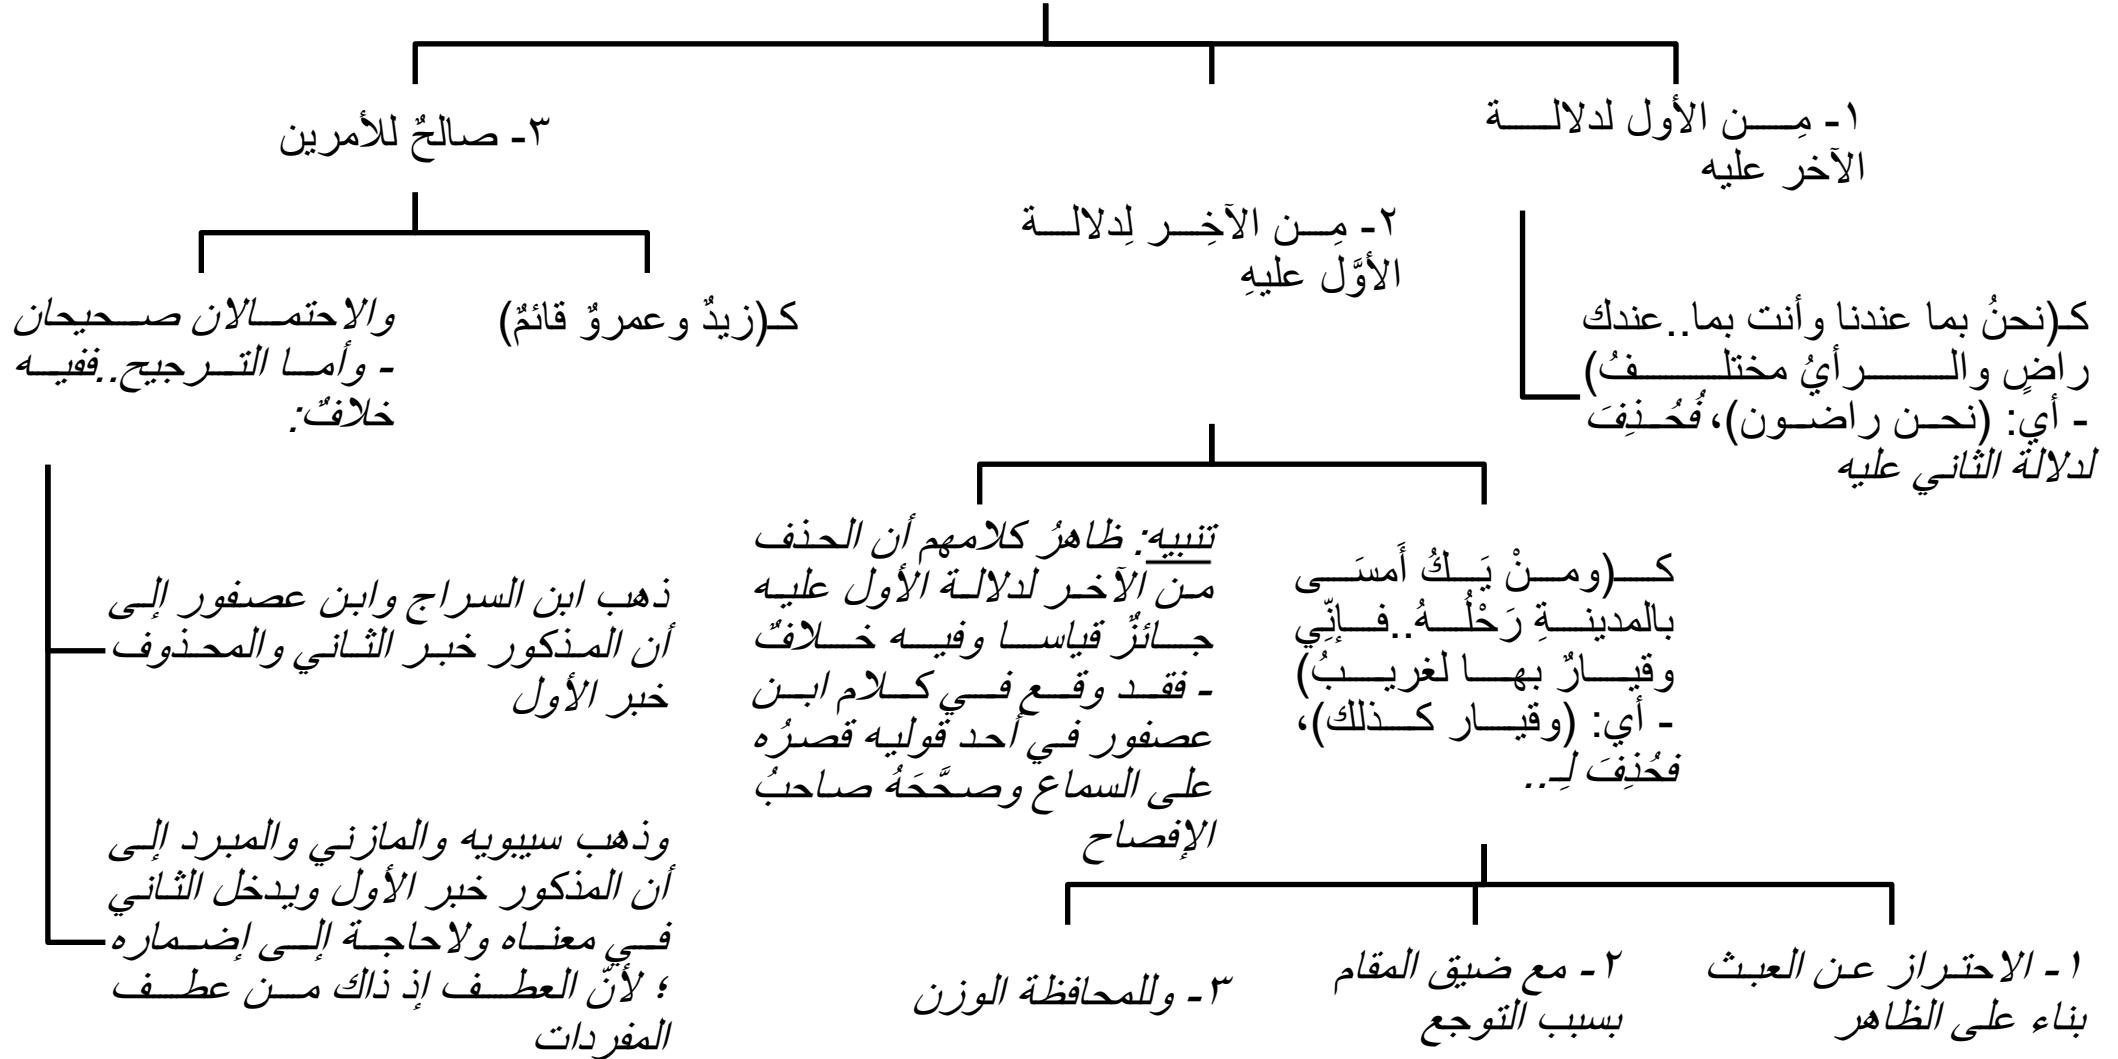 ١- مِن الأول لدلالة
الآخر عليه
كـ(نحنُ بما عندنا وأنت بما..عندك
راضٍ والرأيُ مختلفُ)
- أي: (نحن راضون)، فُحُذِفَ
لدلالة الثاني عليه
٢- مِن الآخِر لِدلالة
الأوَّل عليهِ
كـ(ومنْ يَكُ أَمسَى
بالمدينةِ رَحْلُهُ..فإنِّي
وقيارٌ بها لغريبُ)
- أي: (وقيار كذلك)،
فحُذِفَ لِـ..
١- الاحتراز عن العبث
بناء على الظاهر
٢- مع ضيق المقام
بسبب التوجع
٣- وللمحافظة الوزن
تنبيه: ظاهرُ كلامهم أن الحذف
من الآخر لدلالة الأول عليه
جائزٌ قياسا وفيه خلافٌ
- فقد وقع في كلام ابن
عصفور في أحد قوليه قصرُه
على السماع وصحَّحَهُ صاحبُ
الإفصاح
٣- صالحٌ للأمرين
كـ(زيدٌ وعمروٌ قائمٌ)
والاحتمالان صحيحان
- وأما الترجيح..ففيه
خلافٌ:
ذهب ابن السراج وابن عصفور إلى
أن المذكور خبر الثاني والمحذوف
خبر الأول
وذهب سيبويه والمازني والمبرد إلى
أن المذكور خبر الأول ويدخل الثاني
في معناه ولاحاجة إلى إضماره
؛ لأنّ العطف إذ ذاك من عطف
المفردات